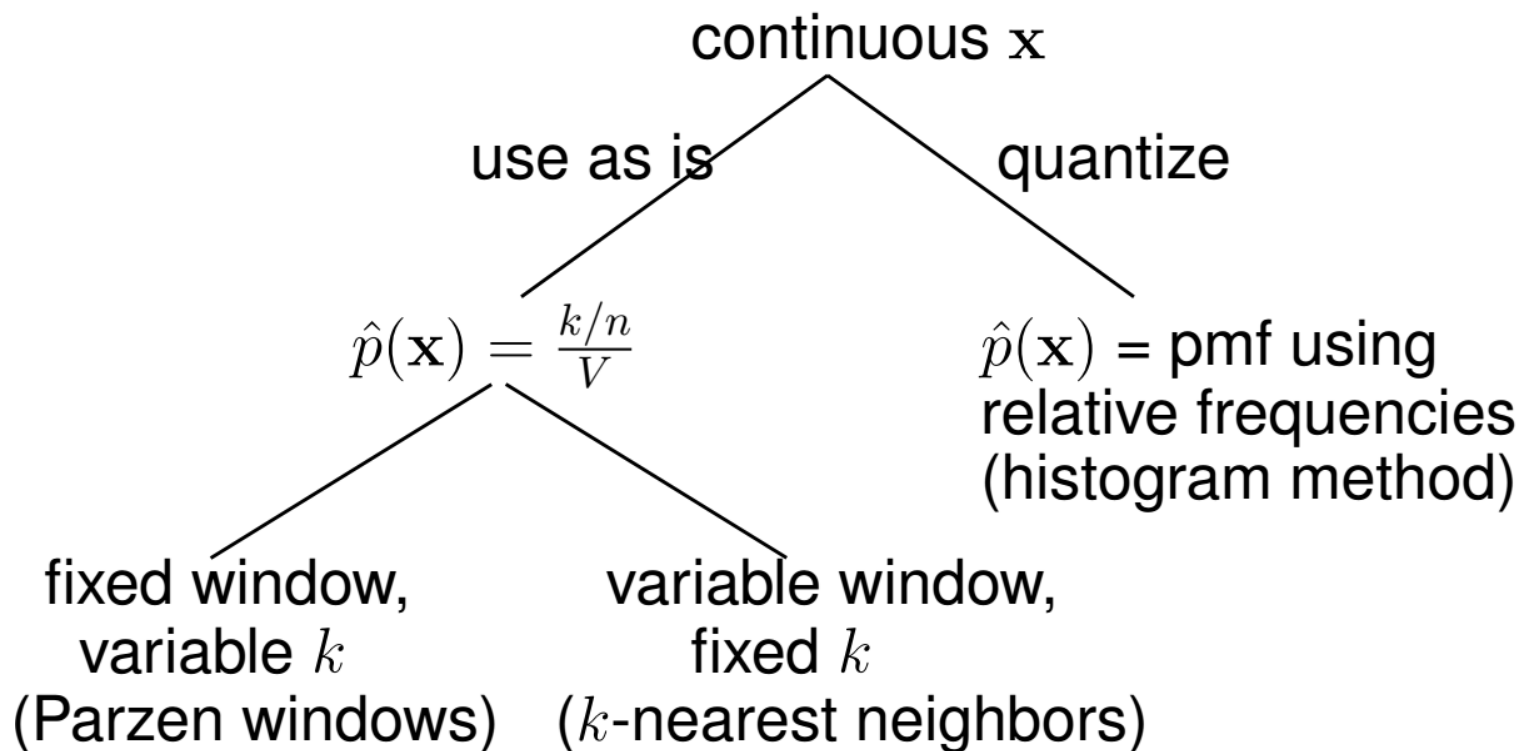 continuous x
use as is
quantize
p̂(x) = (k/n)/V
p̂(x) = pmf using
relative frequencies
(histogram method)
fixed window,
variable k
(Parzen windows)
variable window,
fixed k
(k-nearest neighbors)